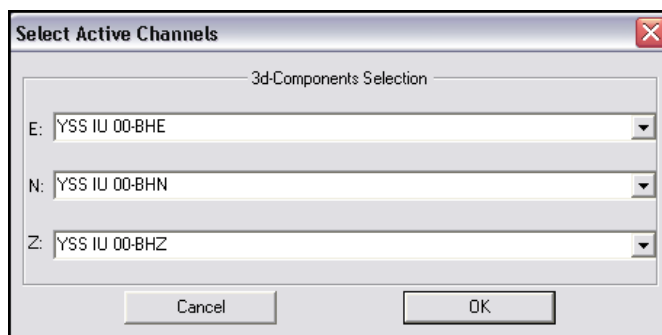 Select Active Channels
3d-Components Selection
E: YSS IU 00-BHE
N: YSS IU 00-BHN
Z: YSS IU 00-BHZ
Cancel OK